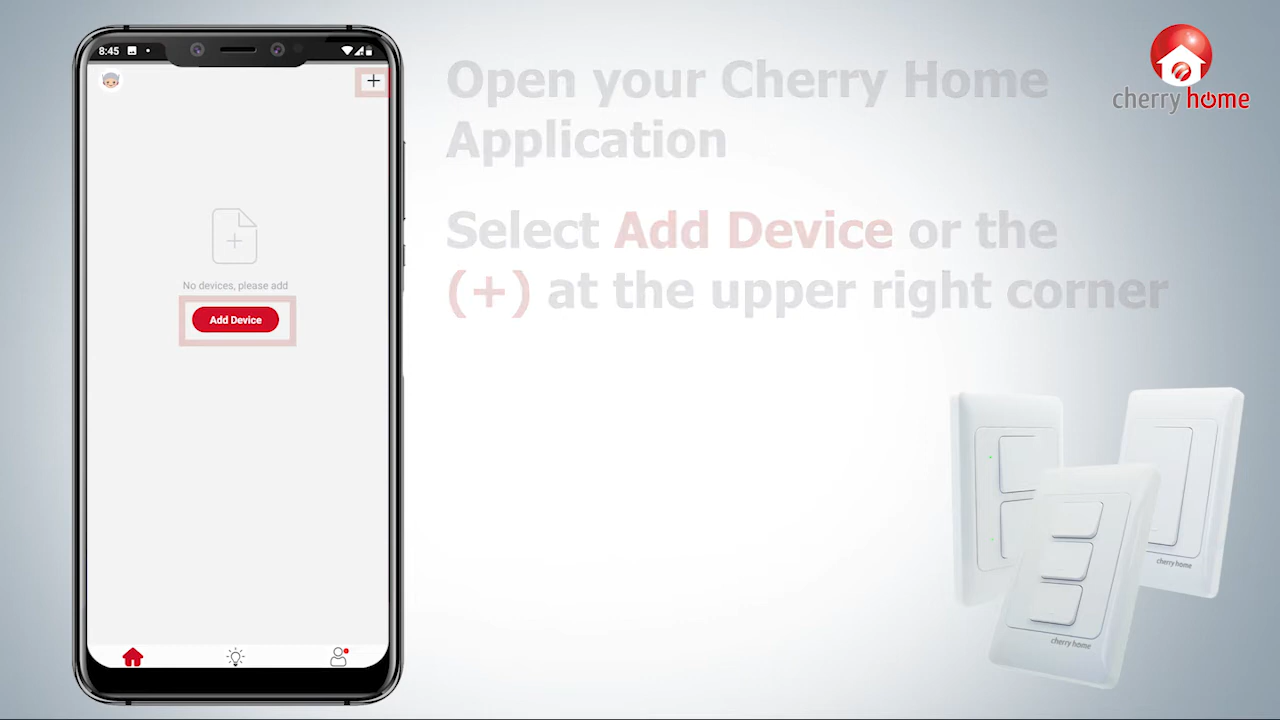 8:45
No devices, please add
Add Device
Open your Cherry Home
Application
Select Add Device or the
(+) at the upper right corner
cherry home
cherry home
cherry home